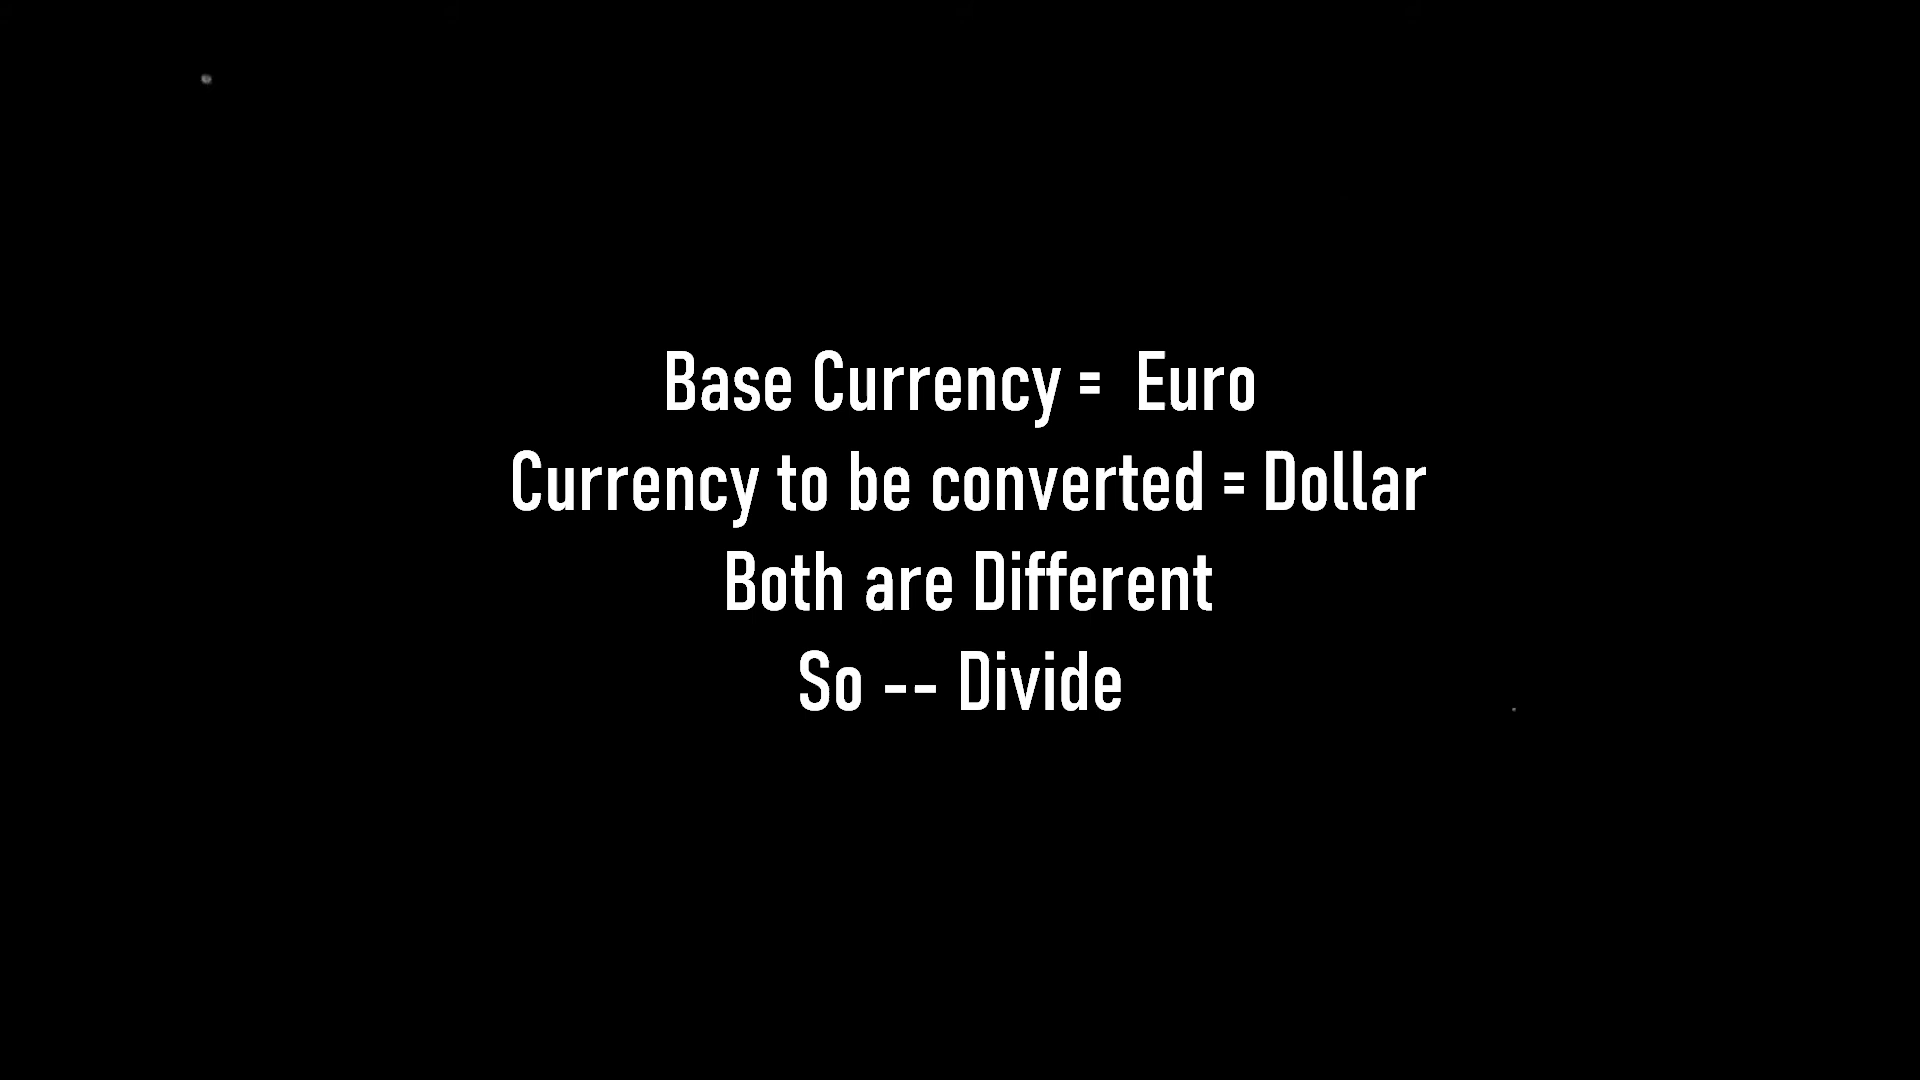 Base Currency =  Euro
Currency to be converted = Dollar
Both are Different
So -- Divide